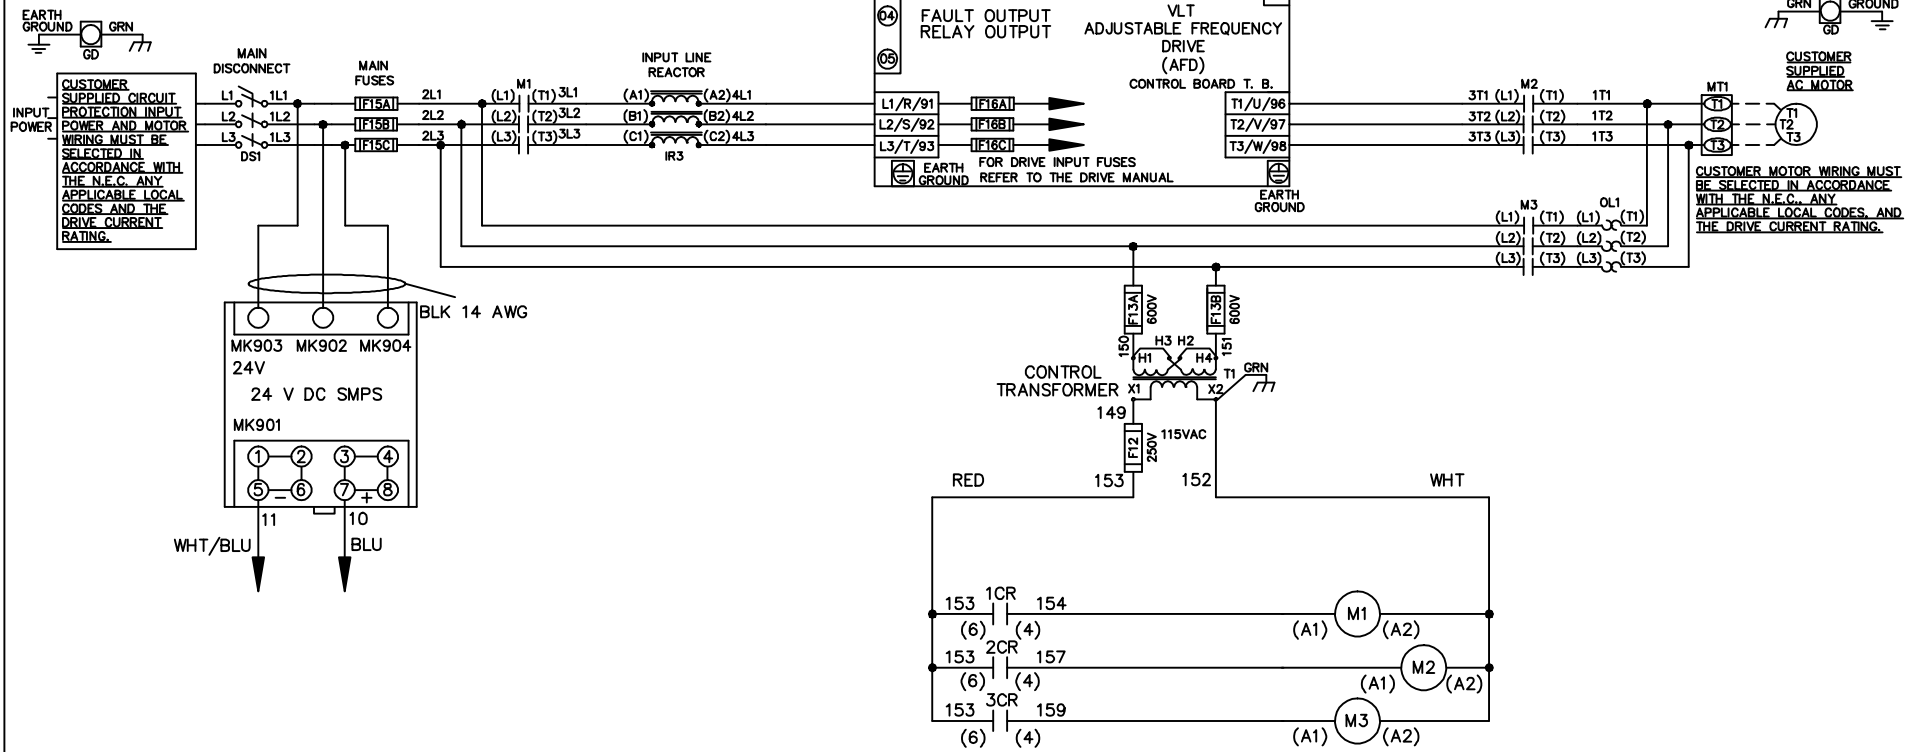 EARTH
GROUND
GRN
GD
MAIN
DISCONNECT
MAIN
FUSES
INPUT LINE
REACTOR
04
FAULT OUTPUT
RELAY OUTPUT
05
VLT
ADJUSTABLE FREQUENCY
DRIVE
(AFD)
CONTROL BOARD T. B.
GRN
GROUND
GD
CUSTOMER
SUPPLIED
AC MOTOR
INPUT
POWER
CUSTOMER
SUPPLIED CIRCUIT
PROTECTION INPUT
POWER AND MOTOR
WIRING MUST BE
SELECTED IN
ACCORDANCE WITH
THE N.E.C. ANY
APPLICABLE LOCAL
CODES AND THE
DRIVE CURRENT
RATING.
L1 1L1 F15A 2L1 (L1) M1 (T1) 3L1 (A1) (A2) 4L1 L1/R/91 F16A T1/U/96 3T1 (L1) M2 (T1) 1T1 MT1 T1 T1
L2 1L2 F15B 2L2 (L2) (T2) 3L2 (B1) (B2) 4L2 L2/S/92 F16B T2/V/97 3T2 (L2) (T2) 1T2 T2 T2
L3 1L3 F15C 2L3 (L3) (T3) 3L3 (C1) (C2) 4L3 L3/T/93 F16C T3/W/98 3T3 (L3) (T3) 1T3 T3 T3
DS1
IR3
EARTH
GROUND
FOR DRIVE INPUT FUSES
REFER TO THE DRIVE MANUAL
EARTH
GROUND
CUSTOMER MOTOR WIRING MUST
BE SELECTED IN ACCORDANCE
WITH THE N.E.C., ANY
APPLICABLE LOCAL CODES, AND
THE DRIVE CURRENT RATING.
M3 OL1
(L1) (T1) (L1) (T1)
(L2) (T2) (L2) (T2)
(L3) (T3) (L3) (T3)
BLK 14 AWG
MK903 MK902 MK904
24V
24 V DC SMPS
MK901
1 2 3 4
5 - 6 7 + 8
11 10
WHT/BLU BLU
F13A 600V F13B 600V
150 H3 H2 151
H1 H4
CONTROL
TRANSFORMER
T1 GRN
X1 X2
149
F12 250V 115VAC
153 152
RED WHT
1CR
153 154 M1
(6) (4) (A1) (A2)
2CR
153 157 M2
(6) (4) (A1) (A2)
3CR
153 159 M3
(6) (4) (A1) (A2)